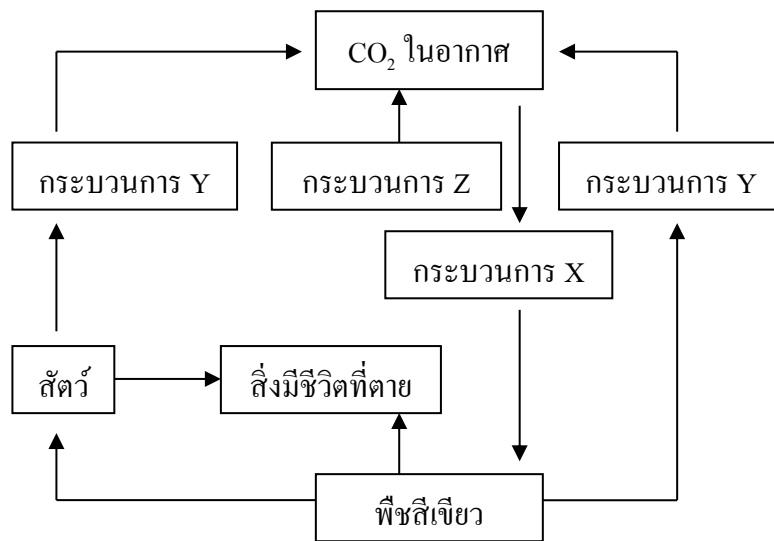 CO₂ ในอากาศ
กระบวนการ Y
กระบวนการ Z
กระบวนการ Y
กระบวนการ X
สัตว์
สิ่งมีชีวิตที่ตาย
พืชสีเขียว